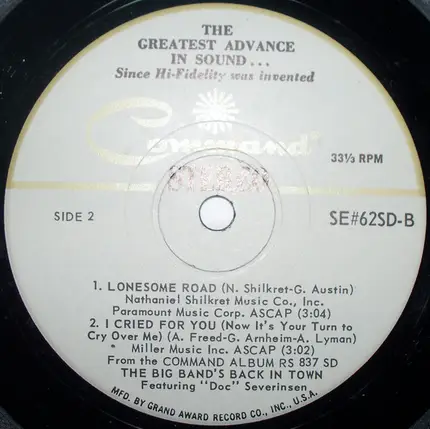 THE
GREATEST ADVANCE
IN SOUND...
Since Hi-Fidelity was invented
Command
33⅓ RPM
STEREO
SIDE 2
SE#62SD-B
1. LONESOME ROAD (N. Shilkret-G. Austin)
Nathaniel Shilkret Music Co., Inc.
Paramount Music Corp. ASCAP (3:04)
2. I CRIED FOR YOU (Now It's Your Turn to
Cry Over Me) (A. Freed-G. Arnheim-A. Lyman)
Miller Music Inc. ASCAP (3:02)
From the COMMAND ALBUM RS 837 SD
THE BIG BAND'S BACK IN TOWN
Featuring "Doc" Severinsen
MFD. BY GRAND AWARD RECORD CO., INC., U.S.A.